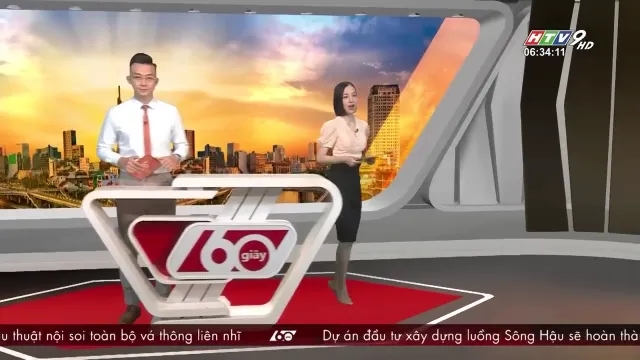 HTV9 HD
06:34:11
60 giây
u thuật nội soi toàn bộ vá thông liên nhĩ 60 Dự án đầu tư xây dựng luồng Sông Hậu sẽ hoàn thà